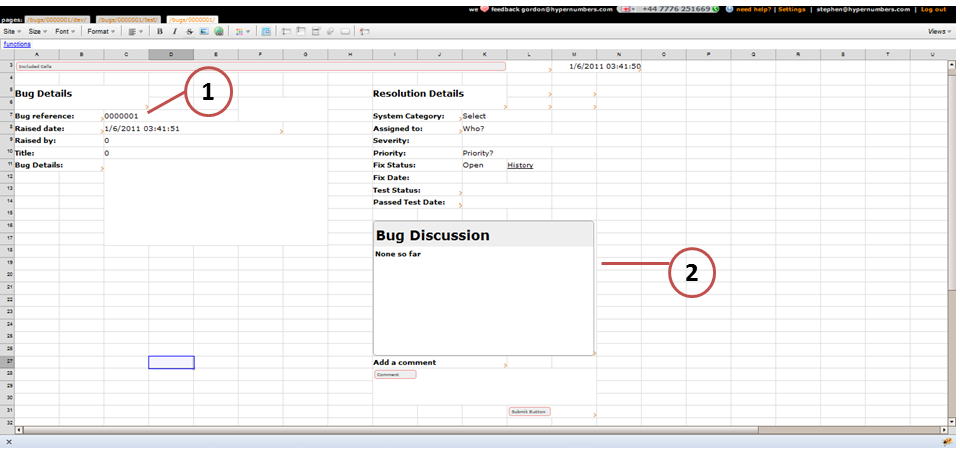 we feedback gordon@hypernumbers.com +44 7776 251669 need help? | Settings | stephen@hypernumbers.com | Log out
pages: /bugs/0000001/dev/ /bugs/0000001/test/ /bugs/0000001/
Site Size Font Format B I S Views
functions
A B C D E F G H I J K L M N O P Q R S T U
3 Included Cells 1/6/2011 03:41:50
4
5 Bug Details Resolution Details
1
6
7 Bug reference: 0000001 System Category: Select
8 Raised date: 1/6/2011 03:41:51 Assigned to: Who?
9 Raised by: 0 Severity:
10 Title: 0 Priority: Priority?
11 Bug Details: Fix Status: Open History
12 Fix Date:
13 Test Status:
14 Passed Test Date:
15
16
17 Bug Discussion
18 None so far
19
2
20
21
22
23
24
25
26
27 Add a comment
28 Comment
29
30
31 Submit Button
32